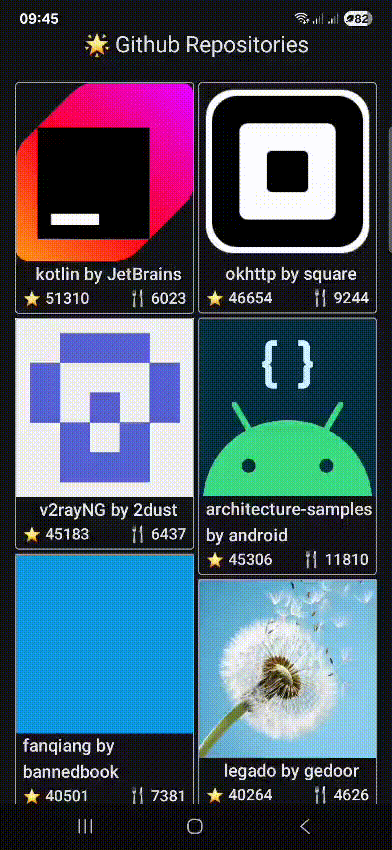 09:45
82
🌟 Github Repositories
kotlin by JetBrains
⭐ 51310 🍴 6023
okhttp by square
⭐ 46654 🍴 9244
{ }
v2rayNG by 2dust
⭐ 45183 🍴 6437
architecture-samples
by android
⭐ 45306 🍴 11810
fanqiang by
bannedbook
⭐ 40501 🍴 7381
legado by gedoor
⭐ 40264 🍴 4626